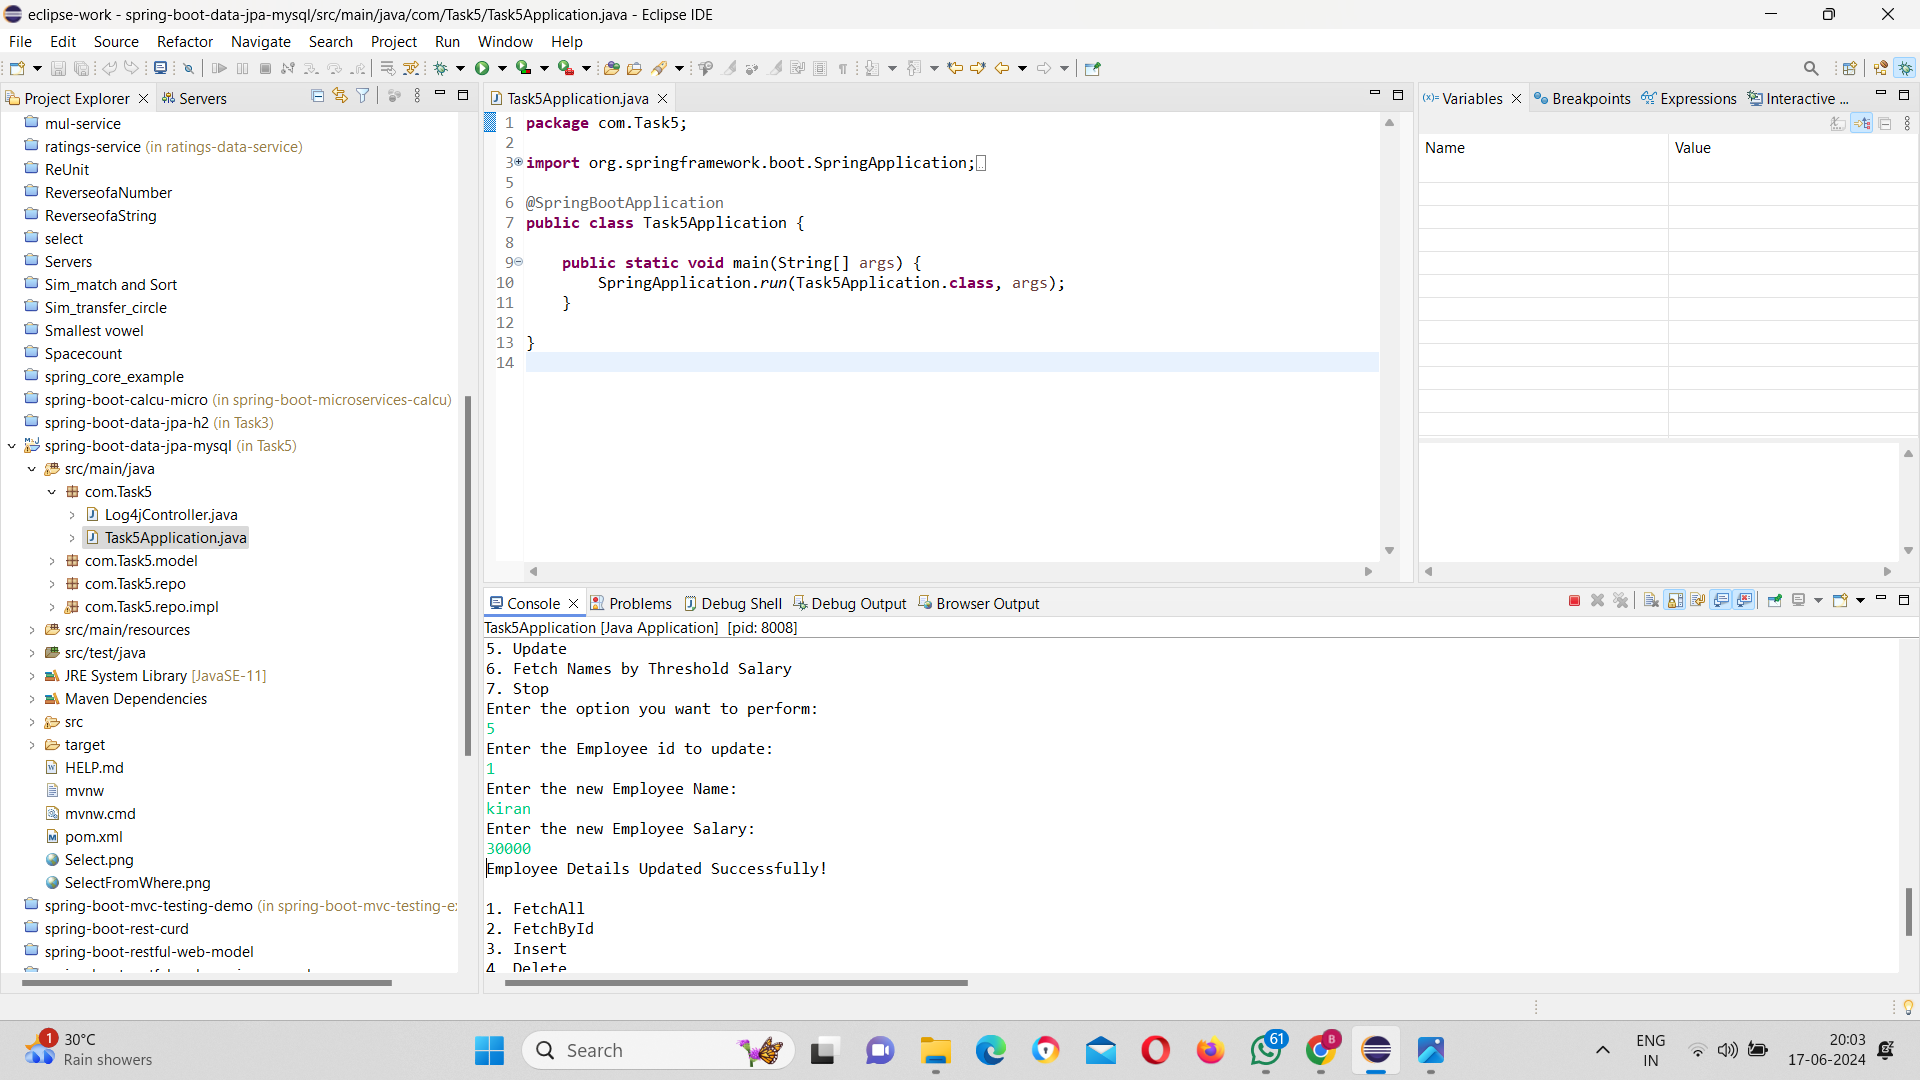 eclipse-work - spring-boot-data-jpa-mysql/src/main/java/com/Task5/Task5Application.java - Eclipse IDE
File Edit Source Refactor Navigate Search Project Run Window Help
Project Explorer Servers
mul-service
ratings-service (in ratings-data-service)
ReUnit
ReverseofaNumber
ReverseofaString
select
Servers
Sim_match and Sort
Sim_transfer_circle
Smallest vowel
Spacecount
spring_core_example
spring-boot-calcu-micro (in spring-boot-microservices-calcu)
spring-boot-data-jpa-h2 (in Task3)
spring-boot-data-jpa-mysql (in Task5)
src/main/java
com.Task5
Log4jController.java
Task5Application.java
com.Task5.model
com.Task5.repo
com.Task5.repo.impl
src/main/resources
src/test/java
JRE System Library [JavaSE-11]
Maven Dependencies
src
target
HELP.md
mvnw
mvnw.cmd
pom.xml
Select.png
SelectFromWhere.png
spring-boot-mvc-testing-demo (in spring-boot-mvc-testing-e
spring-boot-rest-curd
spring-boot-restful-web-model
Task5Application.java
1 package com.Task5;
2
3 import org.springframework.boot.SpringApplication;
5
6 @SpringBootApplication
7 public class Task5Application {
8
9 public static void main(String[] args) {
10 SpringApplication.run(Task5Application.class, args);
11 }
12
13 }
14
(x)= Variables Breakpoints Expressions Interactive ...
Name Value
Console Problems Debug Shell Debug Output Browser Output
Task5Application [Java Application] [pid: 8008]
5. Update
6. Fetch Names by Threshold Salary
7. Stop
Enter the option you want to perform:
5
Enter the Employee id to update:
1
Enter the new Employee Name:
kiran
Enter the new Employee Salary:
30000
Employee Details Updated Successfully!
1. FetchAll
2. FetchById
3. Insert
4. Delete
1
30°C
Rain showers
Search
61
B
ENG
IN
20:03
17-06-2024